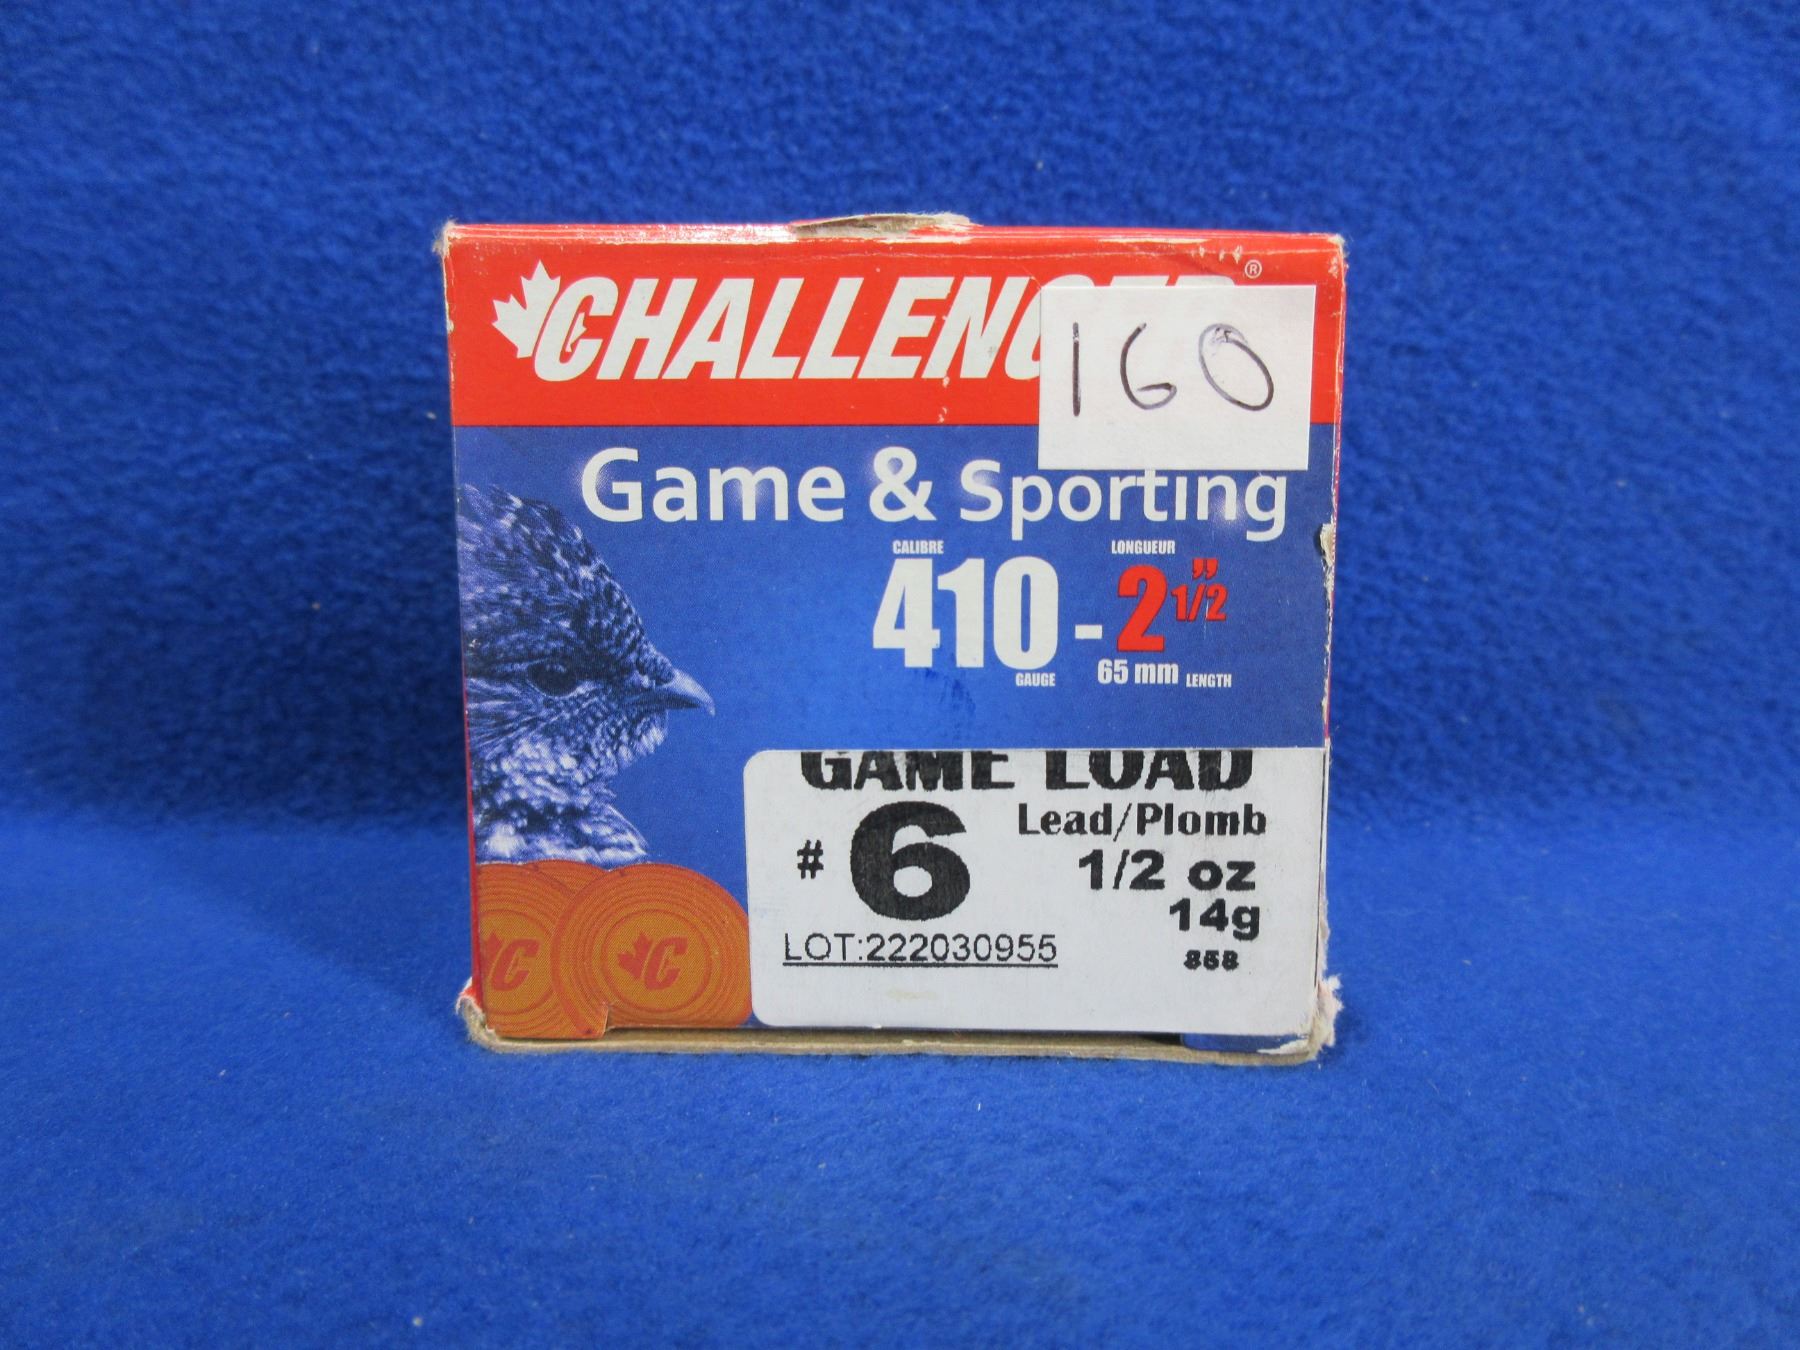 CHALLENGER®
160
Game & Sporting
CALIBRE LONGUEUR
410 - 2 1/2"
GAUGE 65 mm LENGTH
GAME LOAD
# 6 Lead/Plomb
1/2 oz
14g
LOT:222030955
868
C C